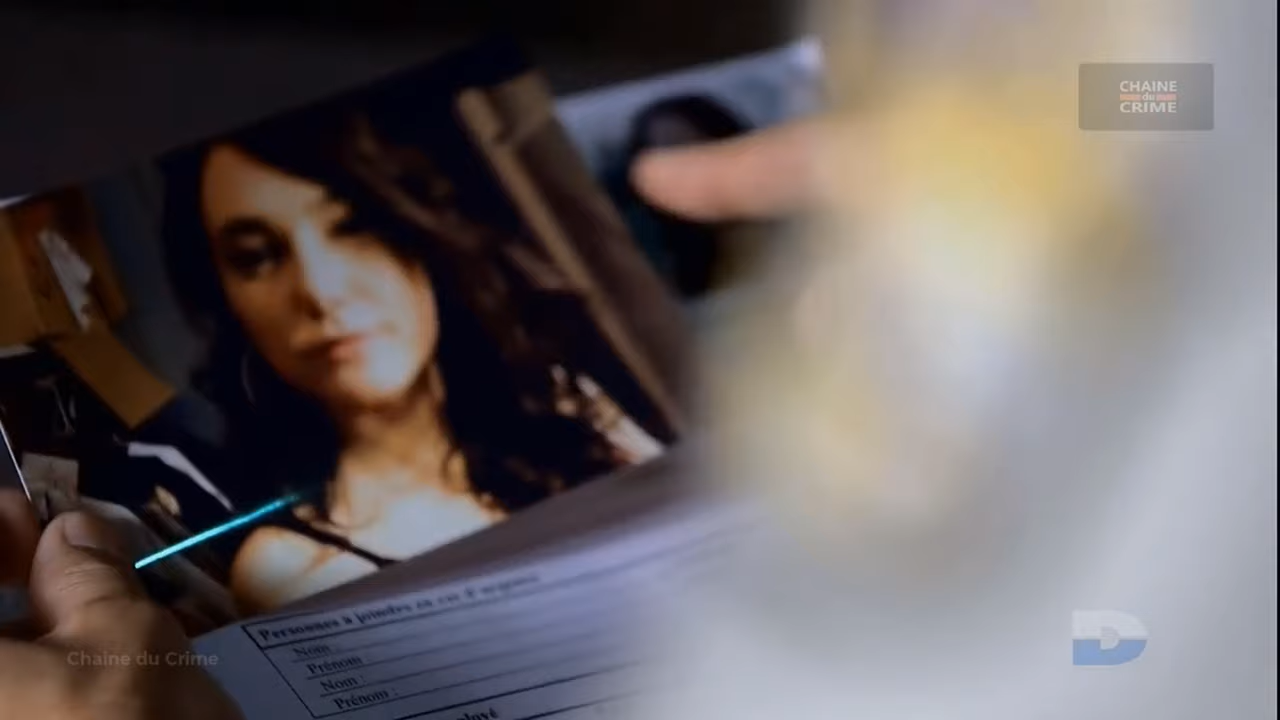 CHAINE
du
CRIME
Personnes à joindre en cas d'urgence
Nom :
Prénom :
Nom :
Prénom :
Chaine du Crime
D